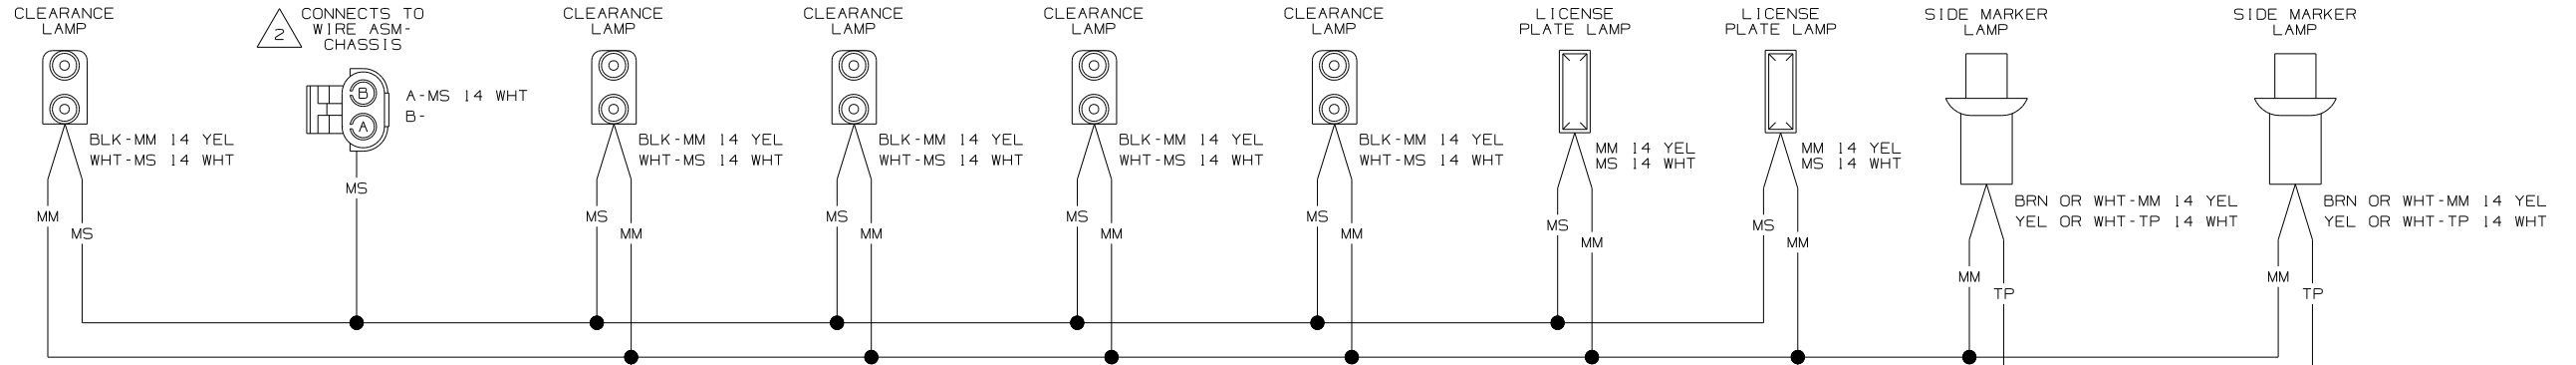 CLEARANCE
LAMP
BLK-MM 14 YEL
WHT-MS 14 WHT
MM
MS
2
CONNECTS TO
WIRE ASM-
CHASSIS
B
A
A-MS 14 WHT
B-
MS
CLEARANCE
LAMP
BLK-MM 14 YEL
WHT-MS 14 WHT
MS
MM
CLEARANCE
LAMP
BLK-MM 14 YEL
WHT-MS 14 WHT
MS
MM
CLEARANCE
LAMP
BLK-MM 14 YEL
WHT-MS 14 WHT
MS
MM
CLEARANCE
LAMP
BLK-MM 14 YEL
WHT-MS 14 WHT
MS
MM
LICENSE
PLATE LAMP
MM 14 YEL
MS 14 WHT
MS
MM
LICENSE
PLATE LAMP
MM 14 YEL
MS 14 WHT
MS
MM
SIDE MARKER
LAMP
BRN OR WHT-MM 14 YEL
YEL OR WHT-TP 14 WHT
MM
TP
SIDE MARKER
LAMP
BRN OR WHT-MM 14 YEL
YEL OR WHT-TP 14 WHT
MM
TP